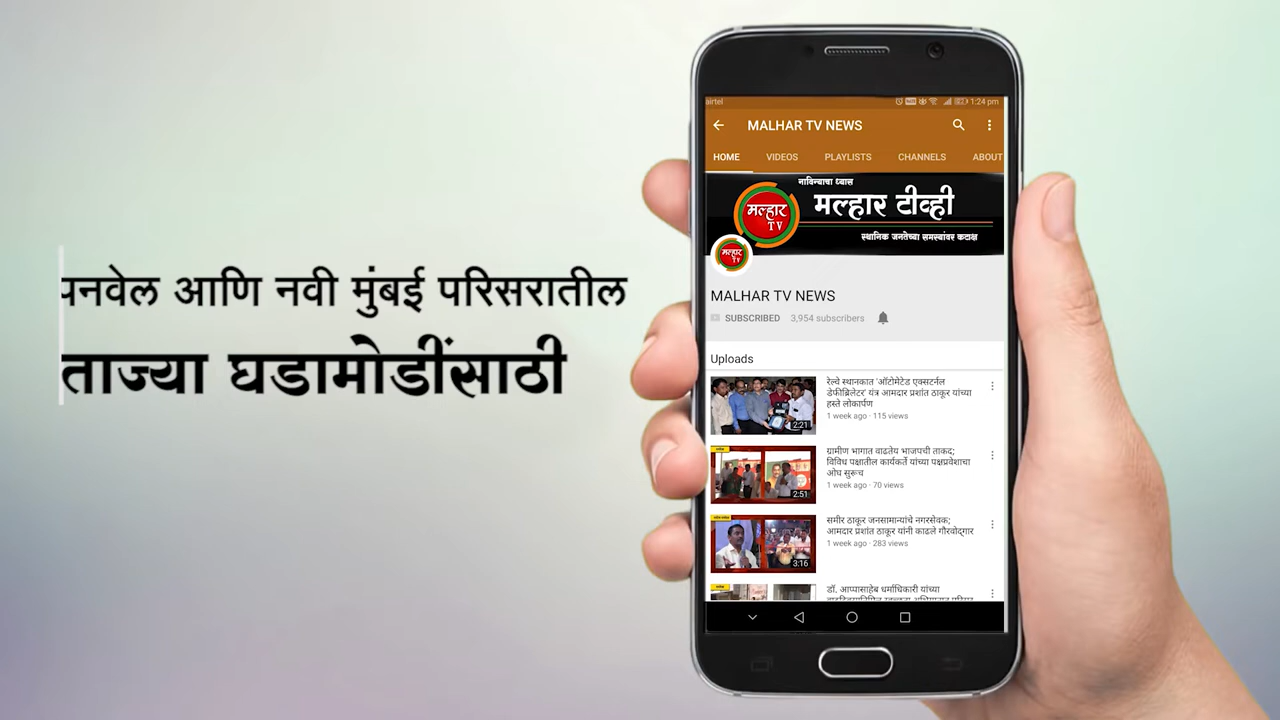 पनवेल आणि नवी मुंबई परिसरातील
ताज्या घडामोडींसाठी
airtel
1:24 pm
MALHAR TV NEWS
HOME VIDEOS PLAYLISTS CHANNELS ABOUT
नाविन्याचा ध्यास
मल्हार टीव्ही
मल्हार
TV
स्थानिक जनतेच्या समस्यांवर कटाक्ष
मल्हार
TV
MALHAR TV NEWS
SUBSCRIBED 3,954 subscribers
Uploads
रेल्वे स्थानकात 'ऑटोमेटेड एक्सटर्नल
डेफीब्रिलेटर' यंत्र आमदार प्रशांत ठाकूर यांच्या
हस्ते लोकार्पण
1 week ago · 115 views
2:21
ग्रामीण भागात वाढतेय भाजपची ताकद;
विविध पक्षातील कार्यकर्ते यांच्या पक्षप्रवेशाचा
ओघ सुरूच
1 week ago · 70 views
2:51
समीर ठाकूर जनसामान्यांचे नगरसेवक;
आमदार प्रशांत ठाकूर यांनी काढले गौरवोद्गार
1 week ago · 283 views
3:16
डॉ. आप्पासाहेब धर्माधिकारी यांच्या